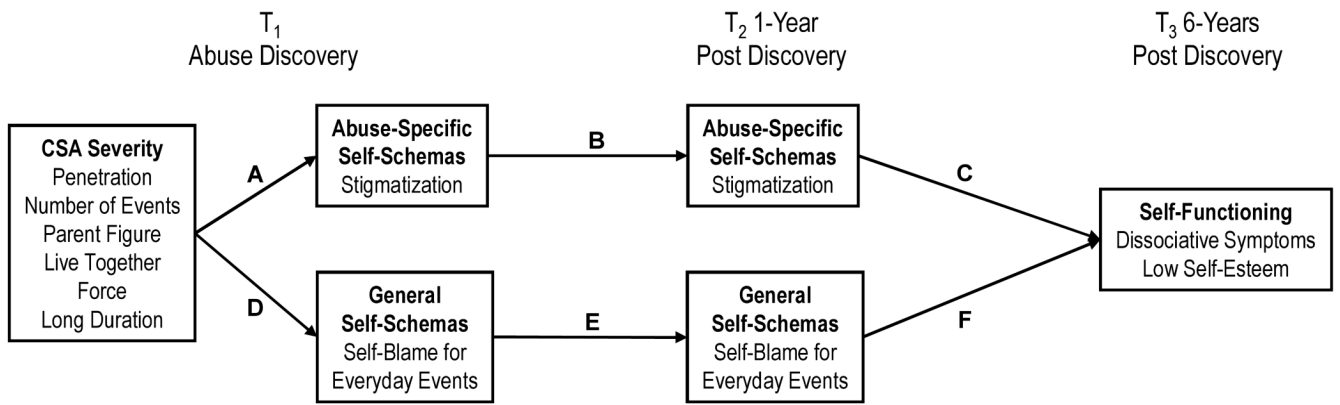 T1
Abuse Discovery
T2 1-Year
Post Discovery
T3 6-Years
Post Discovery
CSA Severity
Penetration
Number of Events
Parent Figure
Live Together
Force
Long Duration
A
Abuse-Specific
Self-Schemas
Stigmatization
B
Abuse-Specific
Self-Schemas
Stigmatization
C
D
General
Self-Schemas
Self-Blame for
Everyday Events
E
General
Self-Schemas
Self-Blame for
Everyday Events
F
Self-Functioning
Dissociative Symptoms
Low Self-Esteem